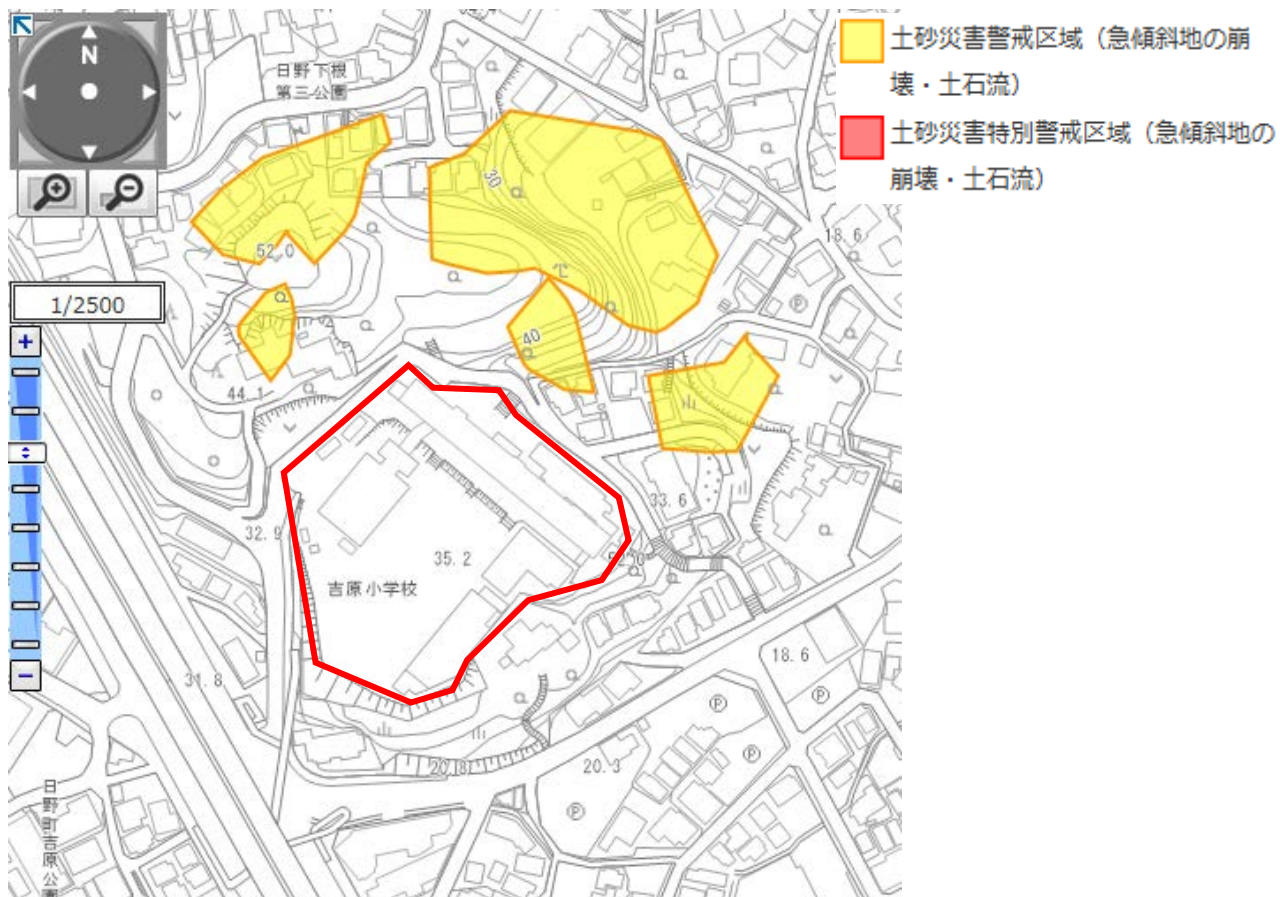 土砂災害警戒区域（急傾斜地の崩
壊・土石流）
土砂災害特別警戒区域（急傾斜地の
崩壊・土石流）
N
日野下根
第三公園
30
18.6
52.0
1/2500
40
44.1
33.6
32.9
35.2
吉原小学校
18.6
31.8
20.8
20.3
日野町吉原公園
P
P
P
P
P